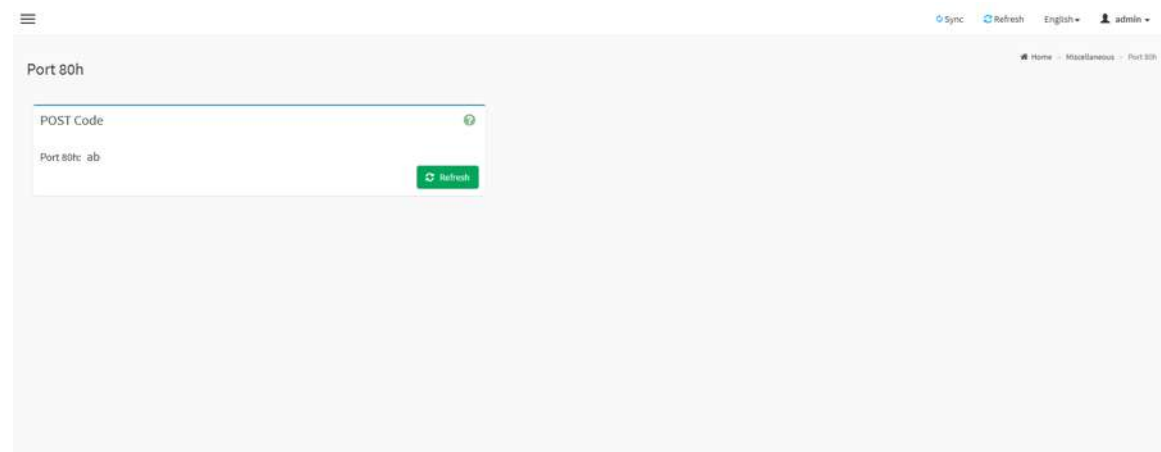 Sync Refresh English admin
Port 80h
Home > Miscellaneous > Port 80h
POST Code
Port 80h: ab
Refresh